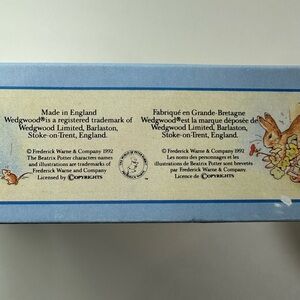 Made in England
Wedgwood® is a registered trademark of
Wedgwood Limited, Barlaston,
Stoke-on-Trent, England.
© Frederick Warne & Company 1992
The Beatrix Potter characters names
and illustrations are trademarks of
Frederick Warne and Company
Licensed by ©OPYRIGHTS
Fabriqué en Grande-Bretagne
Wedgwood® est la marque déposée de
Wedgwood Limited, Barlaston,
Stoke-on-Trent, England.
© Frederick Warne & Company 1992
Les noms des personnages et les
illustrations de Beatrix Potter sont brevetés
par Frederick Warne & Company
Licence de ©OPYRIGHTS